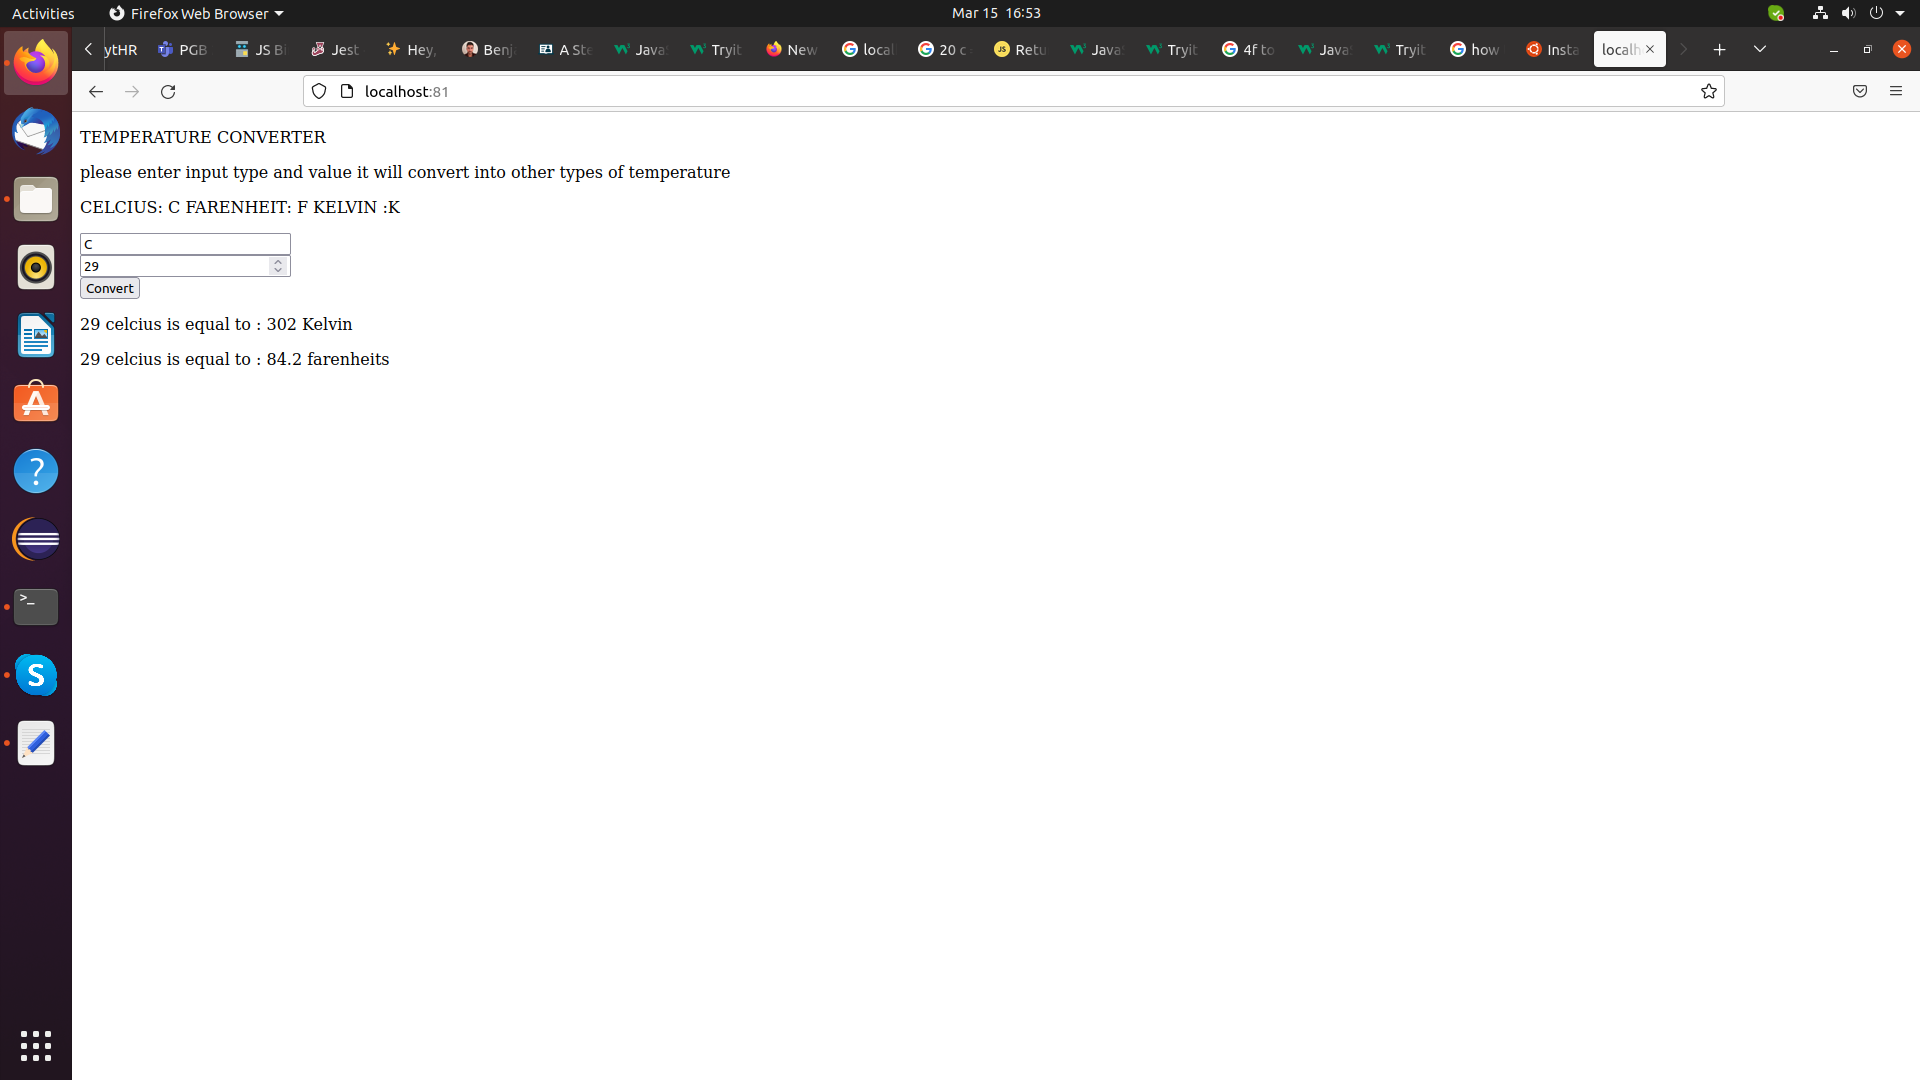 Activities Firefox Web Browser Mar 15 16:53
ytHR PGB JS Bi Jest Hey, Benj A Ste Java Tryit New local 20 c Retu Java Tryit 4f to Java Tryit how Insta localh
localhost:81
TEMPERATURE CONVERTER
please enter input type and value it will convert into other types of temperature
CELCIUS: C FARENHEIT: F KELVIN :K
C
29
Convert
29 celcius is equal to : 302 Kelvin
29 celcius is equal to : 84.2 farenheits